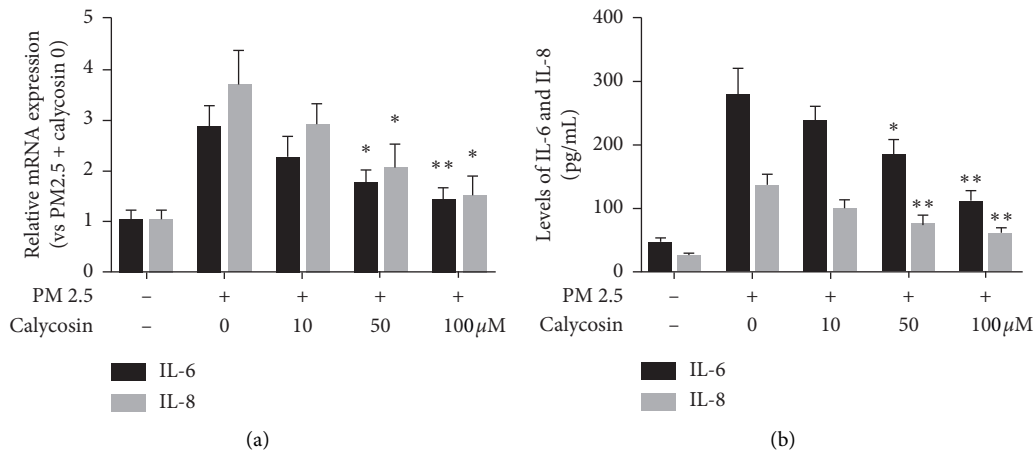 Relative mRNA expression
(vs PM2.5 + calycosin 0)
5
4
3
2
1
0
*
*
**
*
PM 2.5 – + + + +
Calycosin – 0 10 50 100 µM
IL-6
IL-8
(a)
Levels of IL-6 and IL-8
(pg/mL)
400
300
200
100
0
*
**
**
**
PM 2.5 – + + + +
Calycosin – 0 10 50 100 µM
IL-6
IL-8
(b)